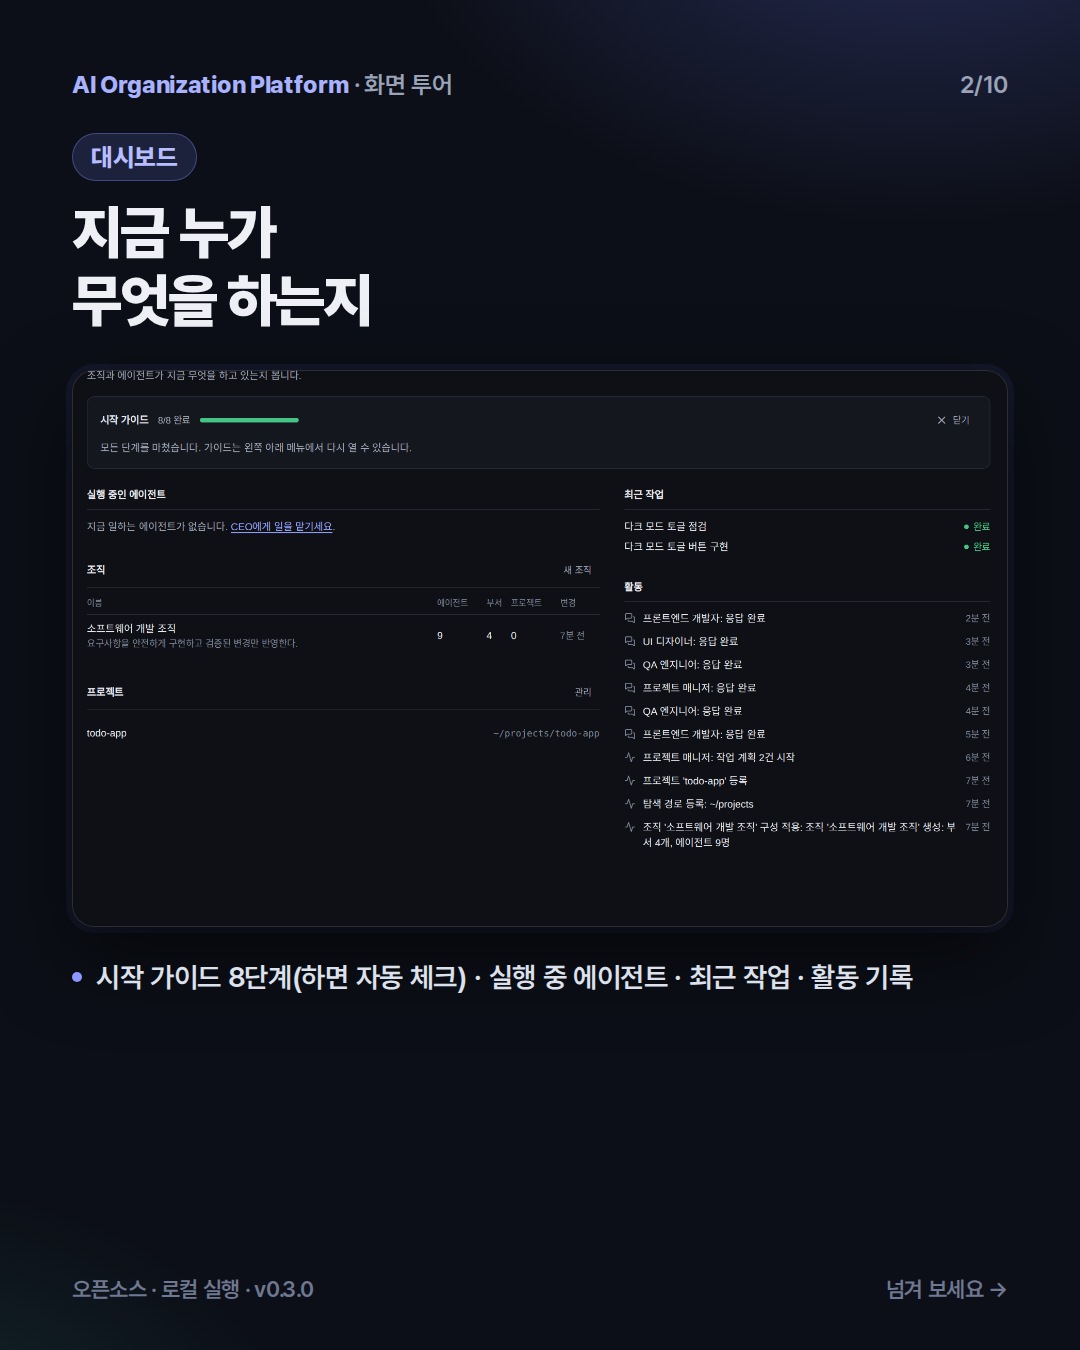 AI Organization Platform · 화면 투어
2/10
대시보드
지금 누가
무엇을 하는지
조직과 에이전트가 지금 무엇을 하고 있는지 봅니다.
시작 가이드 8/8 완료
닫기
모든 단계를 마쳤습니다. 가이드는 왼쪽 아래 메뉴에서 다시 열 수 있습니다.
실행 중인 에이전트
지금 일하는 에이전트가 없습니다. CEO에게 일을 맡기세요.
조직 새 조직
이름 에이전트 부서 프로젝트 변경
소프트웨어 개발 조직 9 4 0 7분 전
요구사항을 안전하게 구현하고 검증된 변경만 반영한다.
프로젝트 관리
todo-app ~/projects/todo-app
최근 작업
다크 모드 토글 점검 완료
다크 모드 토글 버튼 구현 완료
활동
프론트엔드 개발자: 응답 완료 2분 전
UI 디자이너: 응답 완료 3분 전
QA 엔지니어: 응답 완료 3분 전
프로젝트 매니저: 응답 완료 4분 전
QA 엔지니어: 응답 완료 4분 전
프론트엔드 개발자: 응답 완료 5분 전
프로젝트 매니저: 작업 계획 2건 시작 6분 전
프로젝트 'todo-app' 등록 7분 전
탐색 경로 등록: ~/projects 7분 전
조직 '소프트웨어 개발 조직' 구성 적용: 조직 '소프트웨어 개발 조직' 생성: 부 7분 전
서 4개, 에이전트 9명
시작 가이드 8단계(하면 자동 체크) · 실행 중 에이전트 · 최근 작업 · 활동 기록
오픈소스 · 로컬 실행 · v0.3.0
넘겨 보세요 →